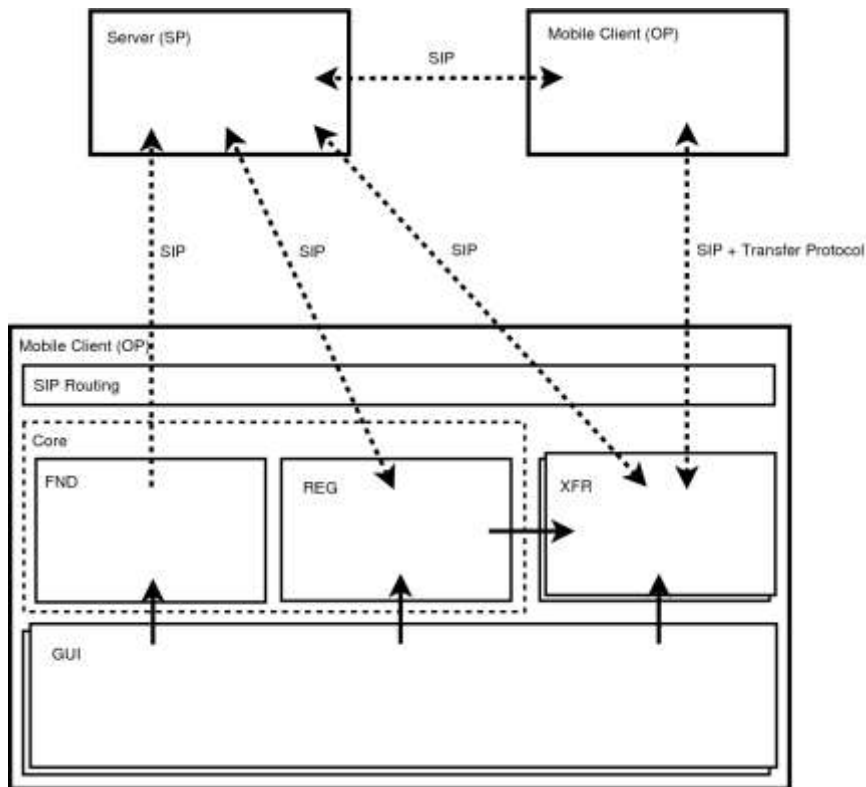 Server (SP)
Mobile Client (OP)
SIP
SIP
SIP
SIP
SIP + Transfer Protocol
Mobile Client (OP)
SIP Routing
Core
FND
REG
XFR
GUI